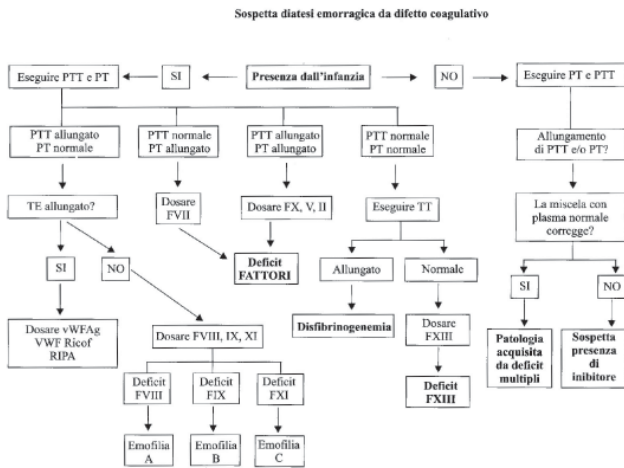 Sospetta diatesi emorragica da difetto coagulativo
Eseguire PTT e PT
SI
Presenza dall'infanzia
NO
Eseguire PT e PTT
PTT allungato
PT normale
PTT normale
PT allungato
PTT allungato
PT allungato
PTT normale
PT normale
Allungamento
di PTT e/o PT?
TE allungato?
Dosare
FVII
Dosare FX, V, II
Eseguire TT
La miscela con
plasma normale
corregge?
SI
NO
Deficit
FATTORI
Allungato
Normale
SI
NO
Dosare vWFAg
VWF Ricof
RIPA
Dosare FVIII, IX, XI
Disfibrinogenemia
Dosare
FXIII
Patologia
acquisita
da deficit
multipli
Sospetta
presenza
di
inibitore
Deficit
FVIII
Deficit
FIX
Deficit
FXI
Deficit
FXIII
Emofilia
A
Emofilia
B
Emofilia
C